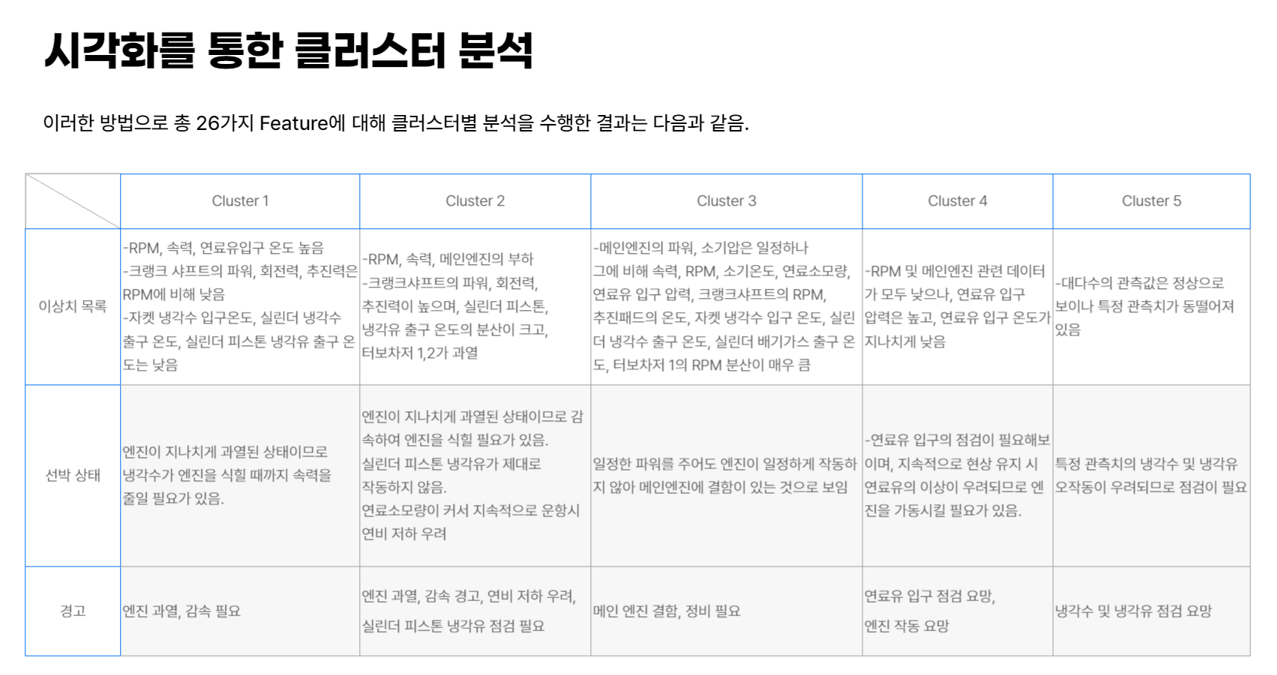 시각화를 통한 클러스터 분석
이러한 방법으로 총 26가지 Feature에 대해 클러스터별 분석을 수행한 결과는 다음과 같음.
Cluster 1
Cluster 2
Cluster 3
Cluster 4
Cluster 5
이상치 목록
-RPM, 속력, 연료유입구 온도 높음
-크랭크 샤프트의 파워, 회전력, 추진력은
RPM에 비해 낮음
-자켓 냉각수 입구온도, 실린더 냉각수
출구 온도, 실린더 피스톤 냉각유 출구 온
도는 낮음
-RPM, 속력, 메인엔진의 부하
-크랭크샤프트의 파워, 회전력,
추진력이 높으며, 실린더 피스톤,
냉각유 출구 온도의 분산이 크고,
터보차저 1,2가 과열
-메인엔진의 파워, 소기압은 일정하나
그에 비해 속력, RPM, 소기온도, 연료소모량,
연료유 입구 압력, 크랭크샤프트의 RPM,
추진패드의 온도, 자켓 냉각수 입구 온도, 실린
더 냉각수 출구 온도, 실린더 배기가스 출구 온
도, 터보차저 1의 RPM 분산이 매우 큼
-RPM 및 메인엔진 관련 데이터
가 모두 낮으나, 연료유 입구
압력은 높고, 연료유 입구 온도가
지나치게 낮음
-대다수의 관측값은 정상으로
보이나 특정 관측치가 동떨어져
있음
선박 상태
엔진이 지나치게 과열된 상태이므로
냉각수가 엔진을 식힐 때까지 속력을
줄일 필요가 있음.
엔진이 지나치게 과열된 상태이므로 감
속하여 엔진을 식힐 필요가 있음.
실린더 피스톤 냉각유가 제대로
작동하지 않음.
연료소모량이 커서 지속적으로 운항시
연비 저하 우려
일정한 파워를 주어도 엔진이 일정하게 작동하
지 않아 메인엔진에 결함이 있는 것으로 보임
-연료유 입구의 점검이 필요해보
이며, 지속적으로 현상 유지 시
연료유의 이상이 우려되므로 엔
진을 가동시킬 필요가 있음.
특정 관측치의 냉각수 및 냉각유
오작동이 우려되므로 점검이 필요
경고
엔진 과열, 감속 필요
엔진 과열, 감속 경고, 연비 저하 우려,
실린더 피스톤 냉각유 점검 필요
메인 엔진 결함, 정비 필요
연료유 입구 점검 요망,
엔진 작동 요망
냉각수 및 냉각유 점검 요망